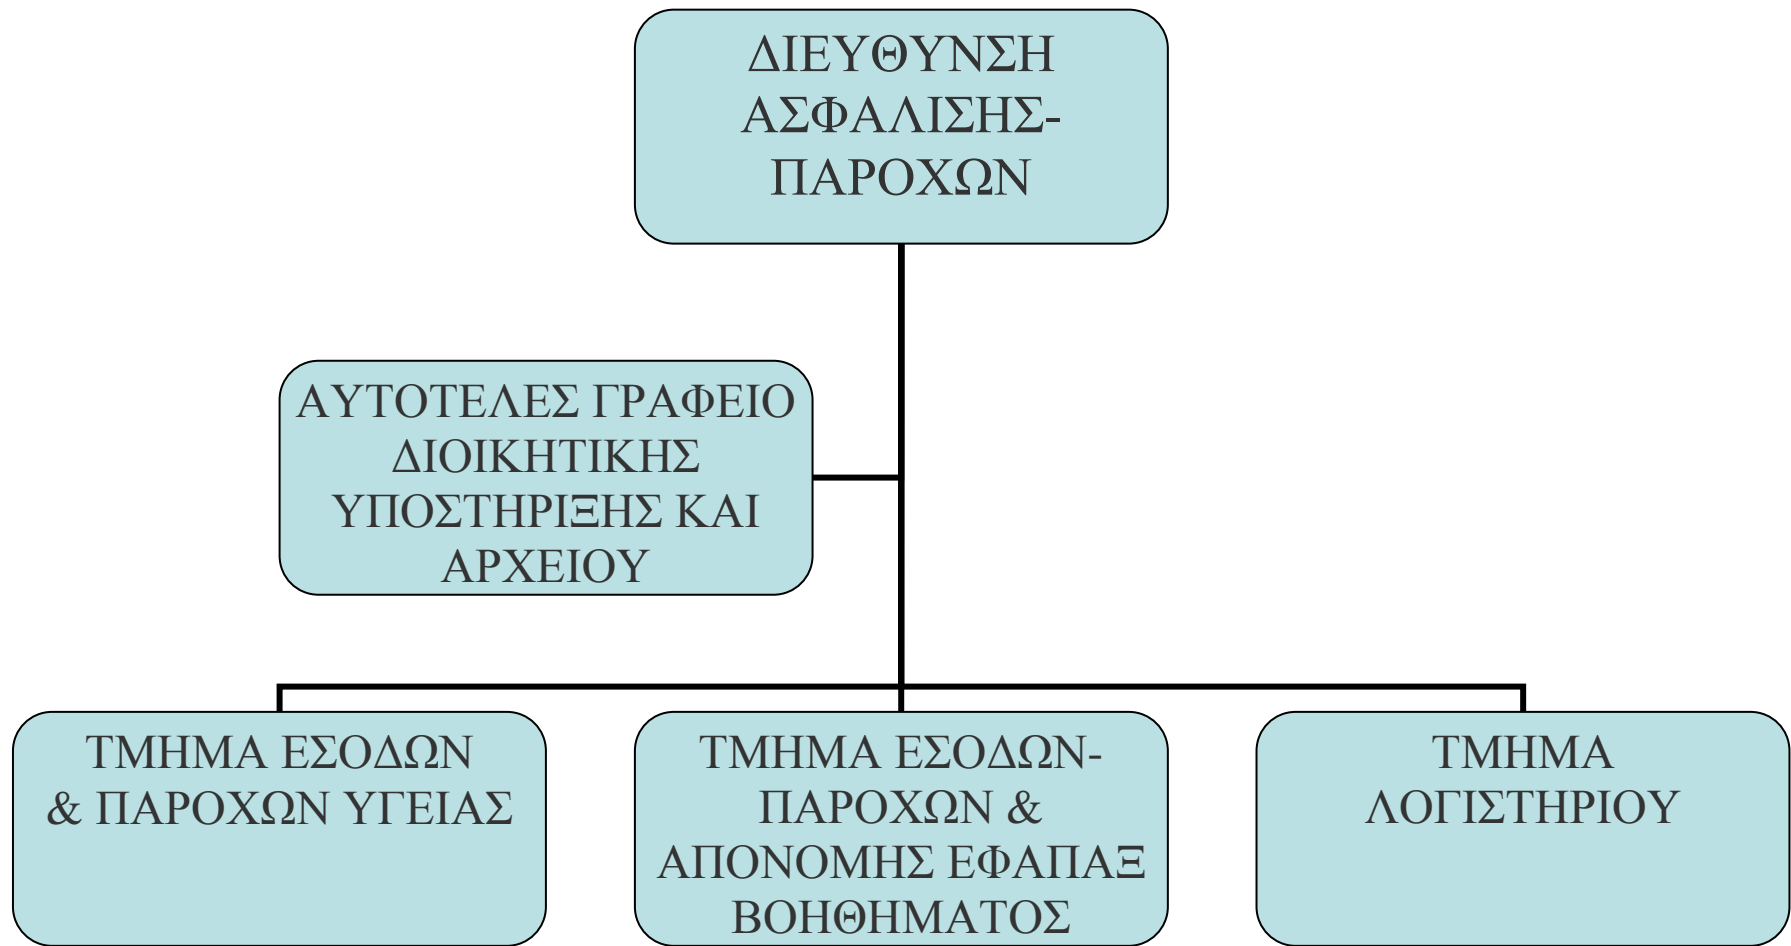 ΔΙΕΥΘΥΝΣΗ
ΑΣΦΑΛΙΣΗΣ-
ΠΑΡΟΧΩΝ
ΑΥΤΟΤΕΛΕΣ ΓΡΑΦΕΙΟ
ΔΙΟΙΚΗΤΙΚΗΣ
ΥΠΟΣΤΗΡΙΞΗΣ ΚΑΙ
ΑΡΧΕΙΟΥ
ΤΜΗΜΑ ΕΣΟΔΩΝ
& ΠΑΡΟΧΩΝ ΥΓΕΙΑΣ
ΤΜΗΜΑ ΕΣΟΔΩΝ-
ΠΑΡΟΧΩΝ &
ΑΠΟΝΟΜΗΣ ΕΦΑΠΑΞ
ΒΟΗΘΗΜΑΤΟΣ
ΤΜΗΜΑ
ΛΟΓΙΣΤΗΡΙΟΥ